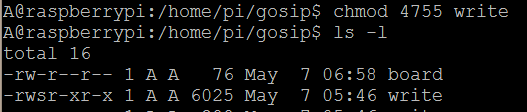 A@raspberrypi:/home/pi/gosip$ chmod 4755 write
A@raspberrypi:/home/pi/gosip$ ls -l
total 16
-rw-r--r-- 1 A A   76 May  7 06:58 board
-rwsr-xr-x 1 A A 6025 May  7 05:46 write